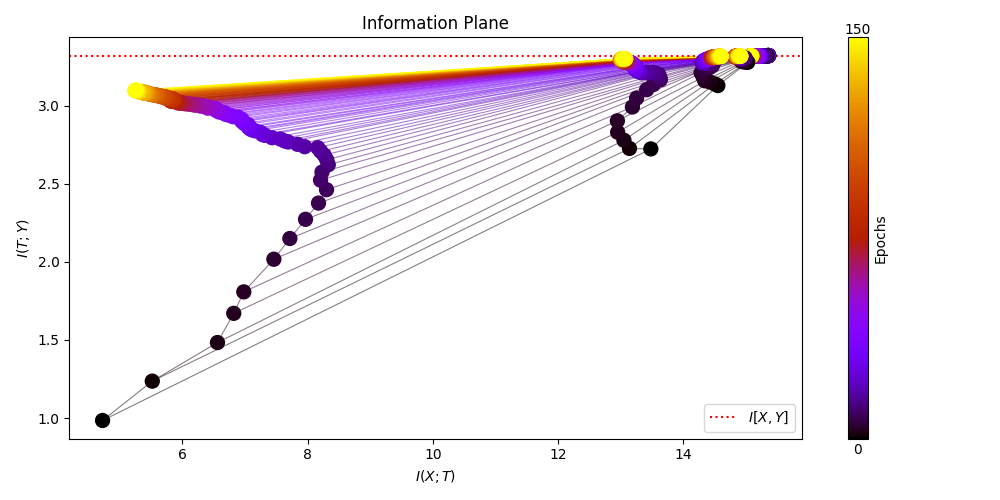 Information Plane
150
3.0
2.5
2.0
1.5
1.0
I(T; Y)
6
8
10
12
14
I(X; T)
I[X, Y]
Epochs
0